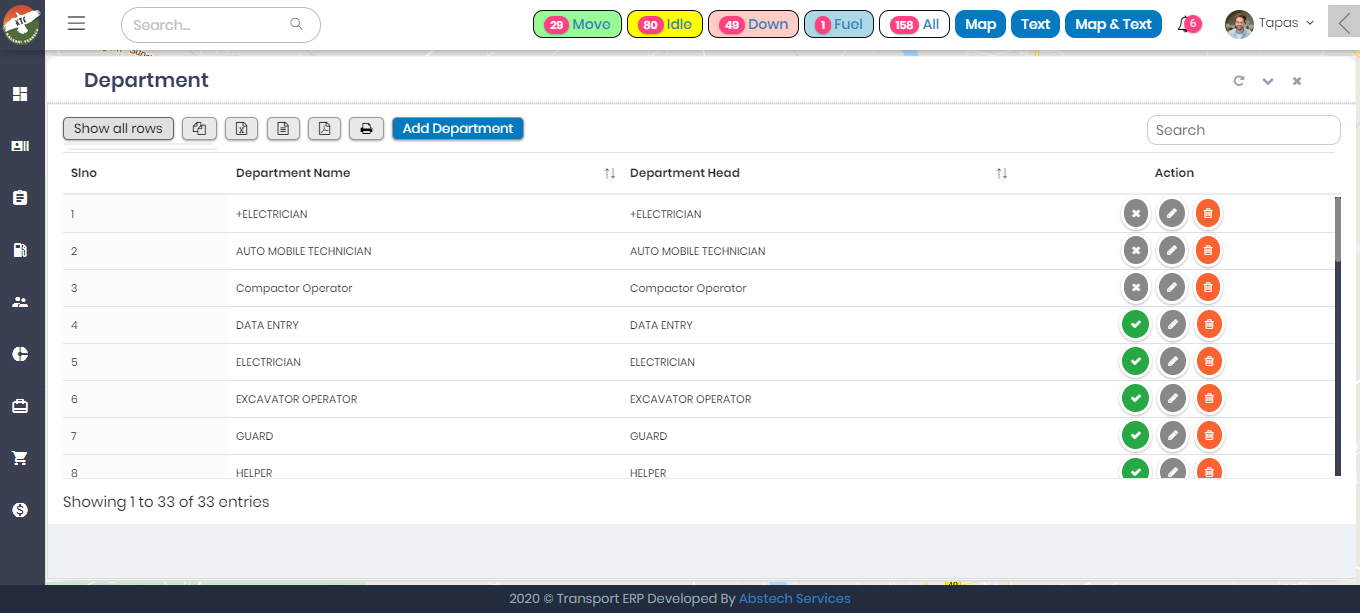 KTC
Search...
29 Move
80 Idle
49 Down
1 Fuel
158 All
Map
Text
Map & Text
6
Tapas
Department
Show all rows
Add Department
Search
Slno Department Name Department Head Action
1 +ELECTRICIAN +ELECTRICIAN
2 AUTO MOBILE TECHNICIAN AUTO MOBILE TECHNICIAN
3 Compactor Operator Compactor Operator
4 DATA ENTRY DATA ENTRY
5 ELECTRICIAN ELECTRICIAN
6 EXCAVATOR OPERATOR EXCAVATOR OPERATOR
7 GUARD GUARD
8 HELPER HELPER
Showing 1 to 33 of 33 entries
2020 © Transport ERP Developed By Abstech Services